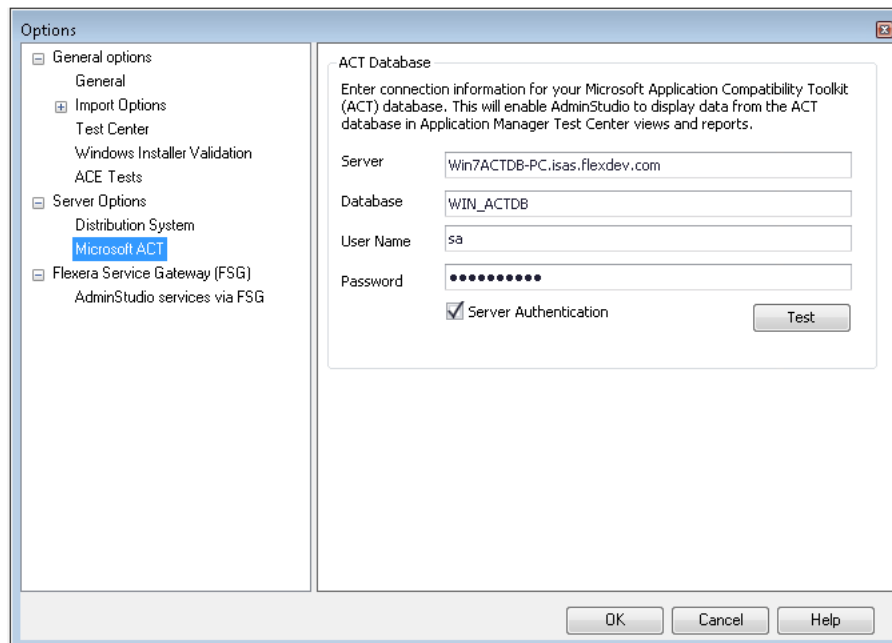 Options
General options
General
Import Options
Test Center
Windows Installer Validation
ACE Tests
Server Options
Distribution System
Microsoft ACT
Flexera Service Gateway (FSG)
AdminStudio services via FSG
ACT Database
Enter connection information for your Microsoft Application Compatibility Toolkit
(ACT) database. This will enable AdminStudio to display data from the ACT
database in Application Manager Test Center views and reports.
Server Win7ACTDB-PC.isas.flexdev.com
Database WIN_ACTDB
User Name sa
Password ●●●●●●●●●●
Server Authentication Test
OK Cancel Help